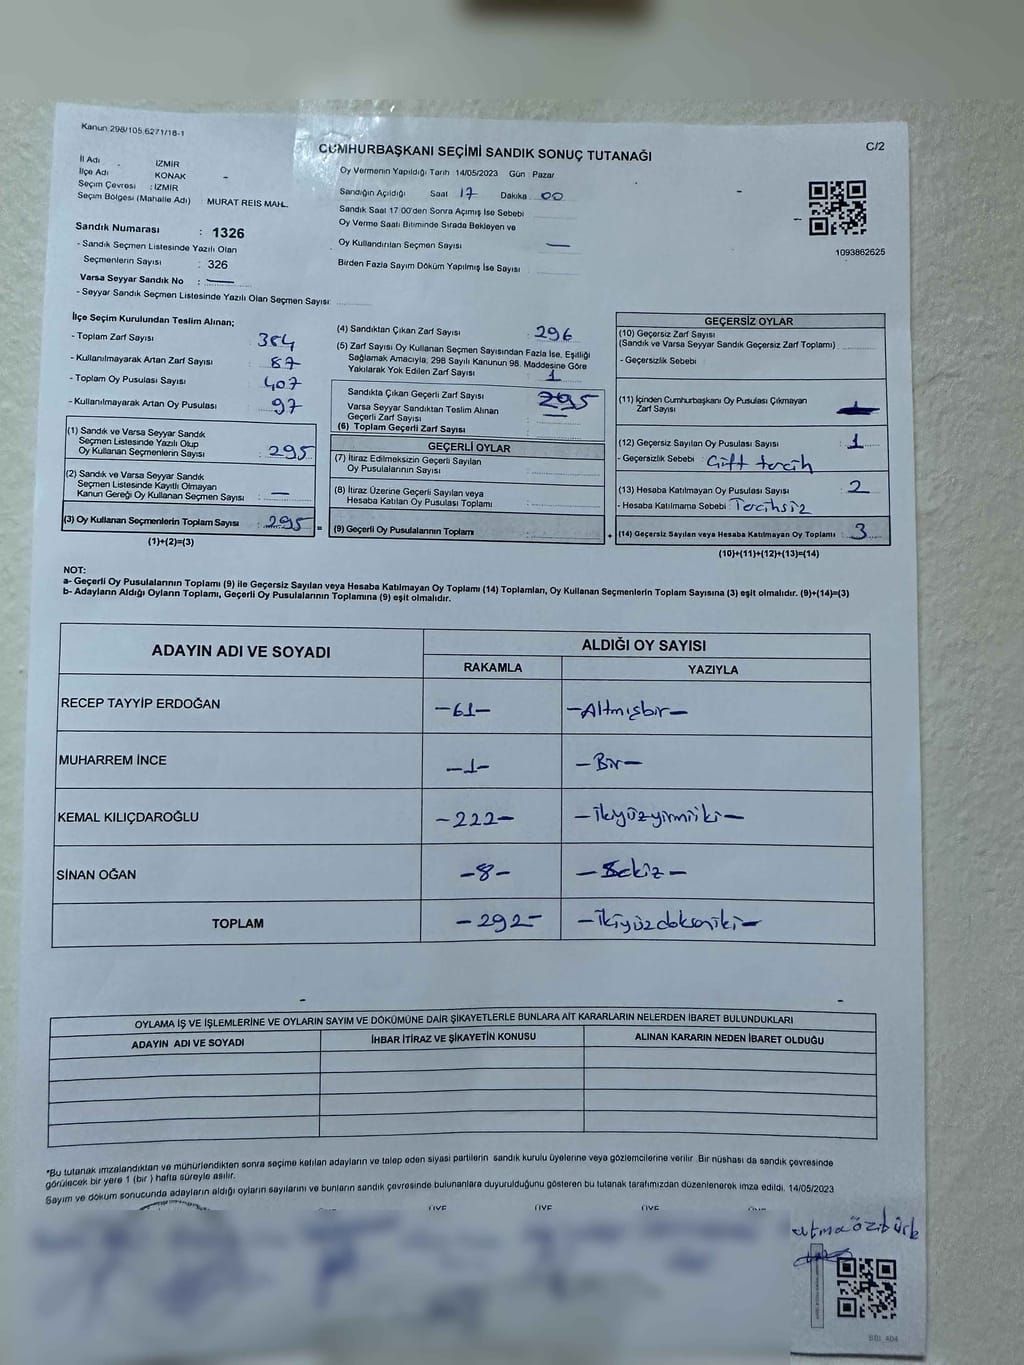 Kanun 298/105.6271/18-1
C/2
CUMHURBAŞKANI SEÇİMİ SANDIK SONUÇ TUTANAĞI
İl Adı : İZMİR
İlçe Adı KONAK
Seçim Çevresi : İZMİR
Seçim Bölgesi (Mahalle Adı) MURAT REİS MAH.
Sandık Numarası : 1326
- Sandık Seçmen Listesinde Yazılı Olan
Seçmenlerin Sayısı : 326
Varsa Seyyar Sandık No : —
- Seyyar Sandık Seçmen Listesinde Yazılı Olan Seçmen Sayısı:
Oy Vermenin Yapıldığı Tarih 14/05/2023 Gün Pazar
Sandığın Açıldığı Saat 17 Dakika 00
Sandık Saat 17 00'den Sonra Açımış İse Sebebi
Oy Verme Saati Bitiminde Sırada Bekleyen ve
Oy Kullandırılan Seçmen Sayısı —
Birden Fazla Sayım Döküm Yapılmış İse Sayısı
1093862625
İlçe Seçim Kurulundan Teslim Alınan;
- Toplam Zarf Sayısı 384
- Kullanılmayarak Artan Zarf Sayısı : 87
- Toplam Oy Pusulası Sayısı 407
- Kullanılmayarak Artan Oy Pusulası 97
(1) Sandık ve Varsa Seyyar Sandık
Seçmen Listesinde Yazılı Olup
Oy Kullanan Seçmenlerin Sayısı : 295
(2) Sandık ve Varsa Seyyar Sandık
Seçmen Listesinde Kayıtlı Olmayan
Kanun Gereği Oy Kullanan Seçmen Sayısı : —
(3) Oy Kullanan Seçmenlerin Toplam Sayısı : 295
(1)+(2)=(3)
(4) Sandıktan Çıkan Zarf Sayısı : 296
(5) Zarf Sayısı Oy Kullanan Seçmen Sayısından Fazla İse, Eşitliği
Sağlamak Amacıyla, 298 Sayılı Kanunun 98. Maddesine Göre
Yakılarak Yok Edilen Zarf Sayısı : 1
Sandıkta Çıkan Geçerli Zarf Sayısı 295
Varsa Seyyar Sandıktan Teslim Alınan
Geçerli Zarf Sayısı : —
(6) Toplam Geçerli Zarf Sayısı
GEÇERLİ OYLAR
(7) İtiraz Edilmeksizin Geçerli Sayılan
Oy Pusulalarının Sayısı
(8) İtiraz Üzerine Geçerli Sayılan veya
Hesaba Katılan Oy Pusulası Toplamı
= (9) Geçerli Oy Pusulalarının Toplamı
GEÇERSİZ OYLAR
(10) Geçersiz Zarf Sayısı
(Sandık ve Varsa Seyyar Sandık Geçersiz Zarf Toplamı)
- Geçersizlik Sebebi
(11) İçinden Cumhurbaşkanı Oy Pusulası Çıkmayan
Zarf Sayısı
(12) Geçersiz Sayılan Oy Pusulası Sayısı 1
- Geçersizlik Sebebi : Çift tercih
(13) Hesaba Katılmayan Oy Pusulası Sayısı 2
- Hesaba Katılmama Sebebi : Tercihsiz
+ (14) Geçersiz Sayılan veya Hesaba Katılmayan Oy Toplamı : 3
(10)+(11)+(12)+(13)=(14)
NOT:
a- Geçerli Oy Pusulalarının Toplamı (9) ile Geçersiz Sayılan veya Hesaba Katılmayan Oy Toplamı (14) Toplamları, Oy Kullanan Seçmenlerin Toplam Sayısına (3) eşit olmalıdır. (9)+(14)=(3)
b- Adayların Aldığı Oyların Toplamı, Geçerli Oy Pusulalarının Toplamına (9) eşit olmalıdır.
ADAYIN ADI VE SOYADI
ALDIĞI OY SAYISI
RAKAMLA YAZIYLA
RECEP TAYYİP ERDOĞAN -61- -Altmışbir-
MUHARREM İNCE -1- -Bir-
KEMAL KILIÇDAROĞLU -222- -ikiyüzyirmiiki-
SİNAN OĞAN -8- -Sekiz-
TOPLAM -292- -ikiyüzdoksaniki-
OYLAMA İŞ VE İŞLEMLERİNE VE OYLARIN SAYIM VE DÖKÜMÜNE DAİR ŞİKAYETLERLE BUNLARA AİT KARARLARIN NELERDEN İBARET BULUNDUKLARI
ADAYIN ADI VE SOYADI İHBAR İTİRAZ VE ŞİKAYETİN KONUSU ALINAN KARARIN NEDEN İBARET OLDUĞU
*Bu tutanak imzalandıktan ve mühürlendikten sonra seçime katılan adayların ve talep eden siyasi partilerin sandık kurulu üyelerine veya gözlemcilerine verilir. Bir nüshası da sandık çevresinde
görülecek bir yere 1 (bir ) hafta süreyle asılır.
Sayım ve döküm sonucunda adayların aldığı oyların sayılarını ve bunların sandık çevresinde bulunanlara duyurulduğunu gösteren bu tutanak tarafımızdan düzenlenerek imza edildi. 14/05/2023
ÜYE ÜYE ÜYE
atma öztürk